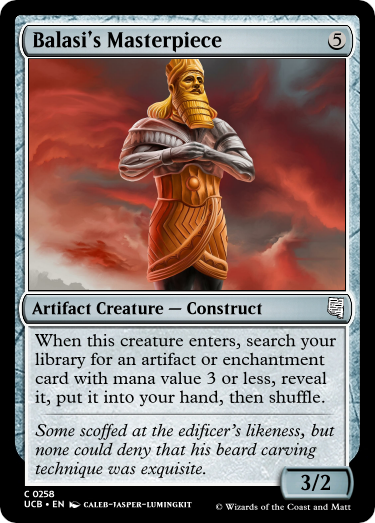 Balasi's Masterpiece 5
Artifact Creature — Construct
When this creature enters, search your
library for an artifact or enchantment
card with mana value 3 or less, reveal
it, put it into your hand, then shuffle.
Some scoffed at the edificer's likeness, but
none could deny that his beard carving
technique was exquisite.
3/2
C 0258
UCB • EN CALEB-JASPER-LUMINGKIT
© Wizards of the Coast and Matt